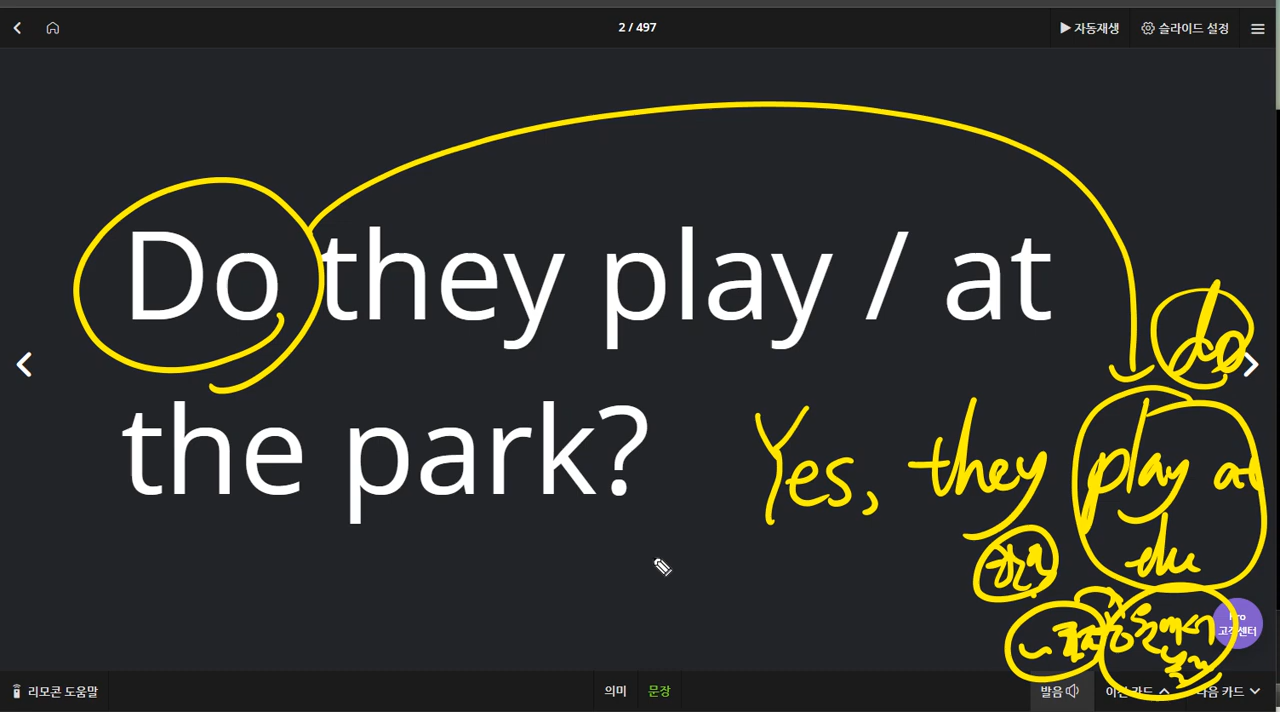 2 / 497
자동재생
슬라이드 설정
Do they play / at
the park?
do
Yes, they play at
the
고객센터
리모콘 도움말
의미
문장
발음
이전 카드
다음 카드